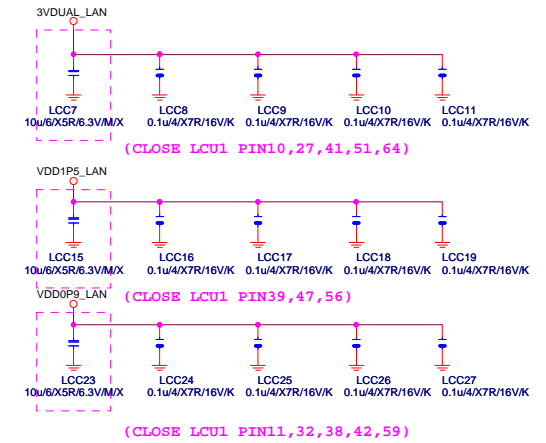 3VDUAL_LAN
LCC7 LCC8 LCC9 LCC10 LCC11
10u/6/X5R/6.3V/M/X 0.1u/4/X7R/16V/K 0.1u/4/X7R/16V/K 0.1u/4/X7R/16V/K 0.1u/4/X7R/16V/K
(CLOSE LCU1 PIN10,27,41,51,64)
VDD1P5_LAN
LCC15 LCC16 LCC17 LCC18 LCC19
10u/6/X5R/6.3V/M/X 0.1u/4/X7R/16V/K 0.1u/4/X7R/16V/K 0.1u/4/X7R/16V/K 0.1u/4/X7R/16V/K
(CLOSE LCU1 PIN39,47,56)
VDD0P9_LAN
LCC23 LCC24 LCC25 LCC26 LCC27
10u/6/X5R/6.3V/M/X 0.1u/4/X7R/16V/K 0.1u/4/X7R/16V/K 0.1u/4/X7R/16V/K 0.1u/4/X7R/16V/K
(CLOSE LCU1 PIN11,32,38,42,59)